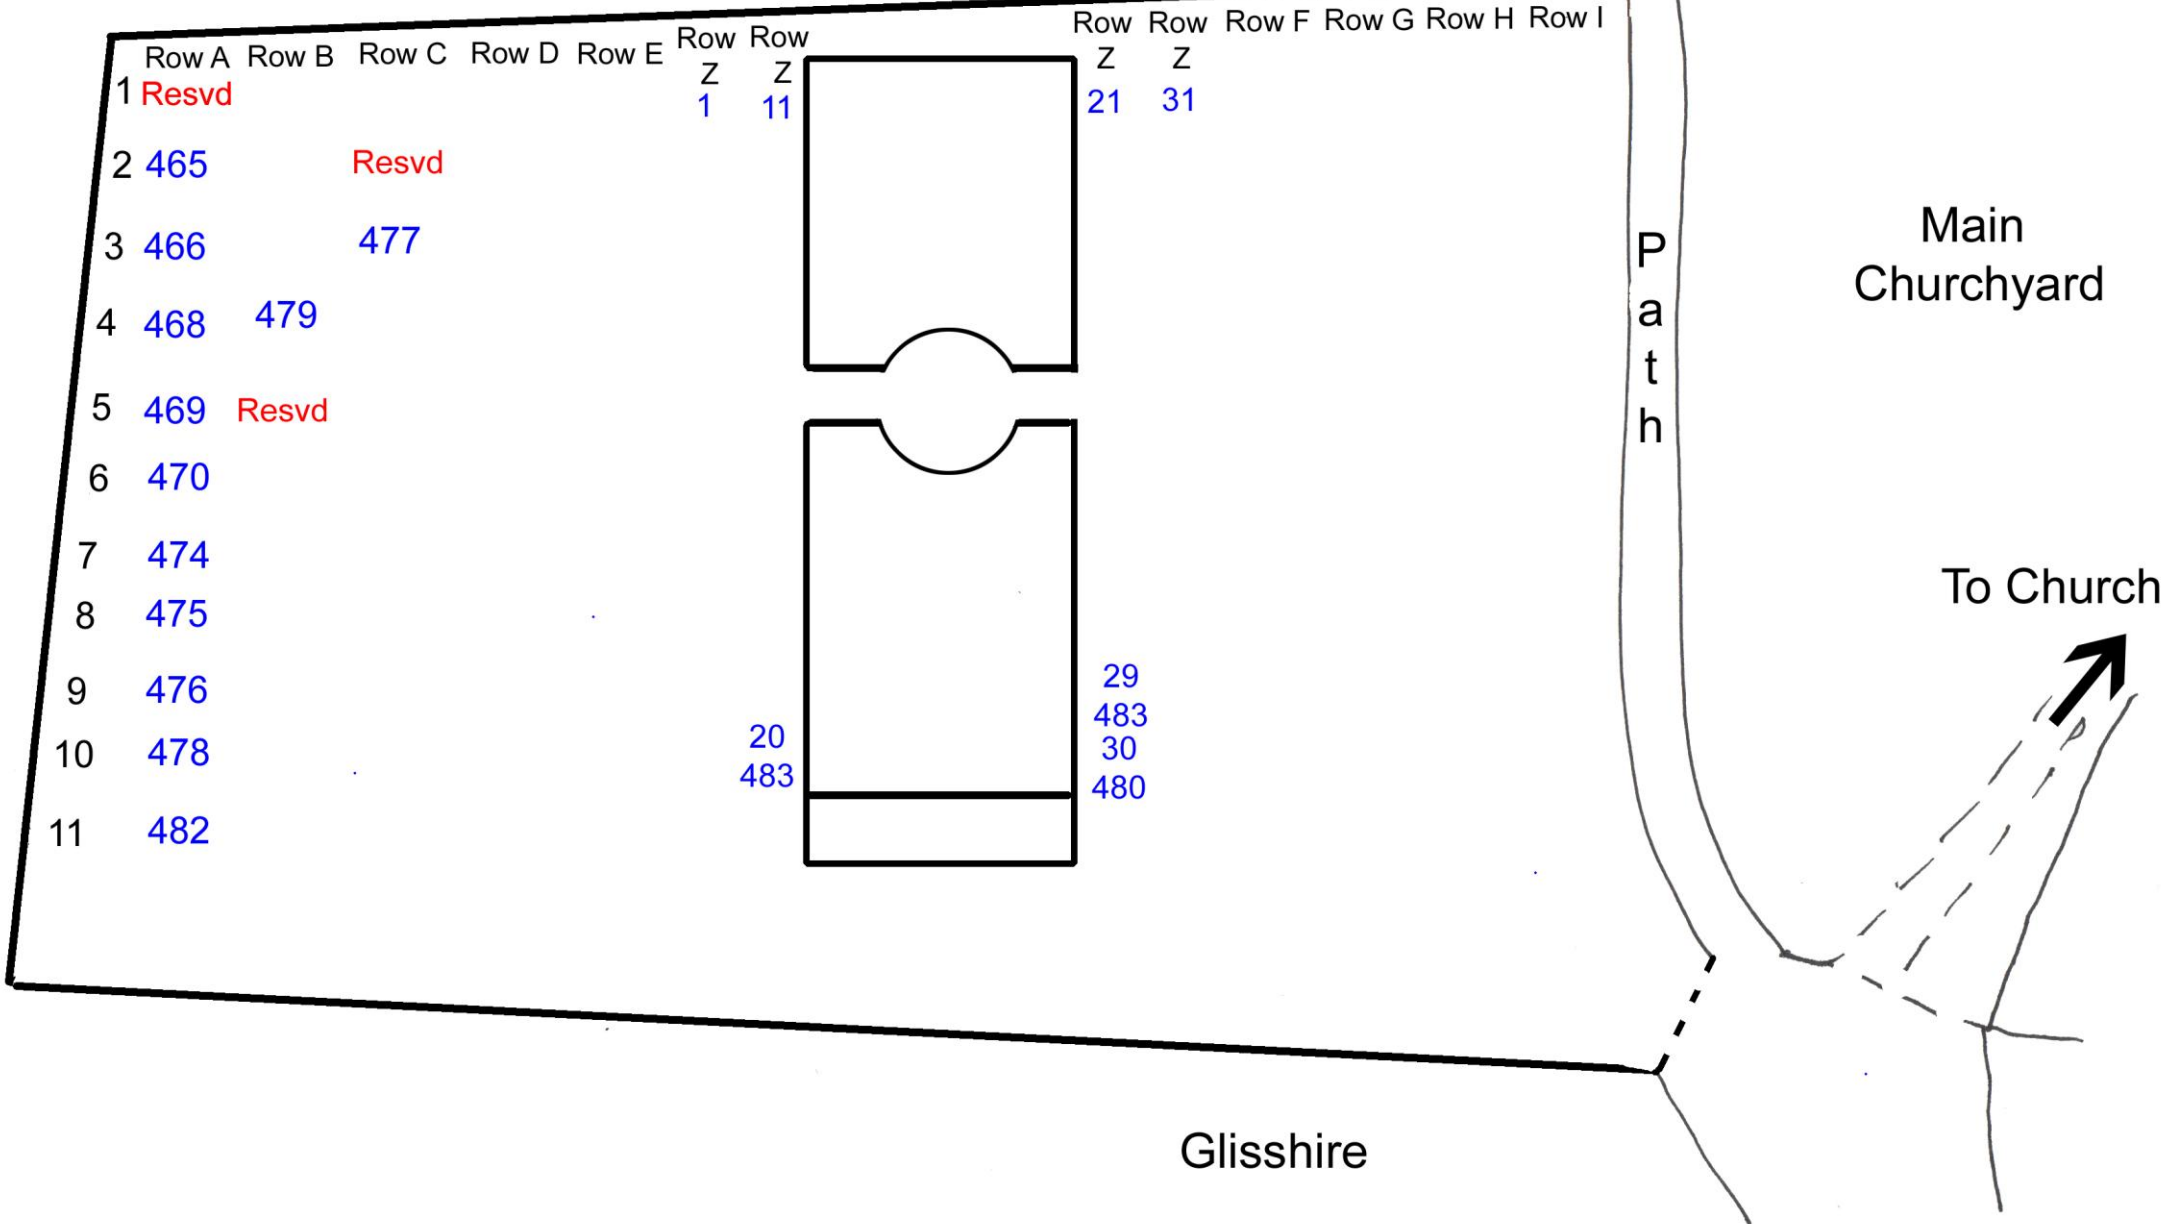 Row A Row B Row C Row D Row E Row Z Row Z Row Z Row Z Row F Row G Row H Row I
1 Resvd 1 11 21 31
2 465 Resvd
3 466 477
4 468 479
5 469 Resvd
6 470
7 474
8 475
9 476 29
483
10 478 20 30
483 480
11 482
Path
Main
Churchyard
To Church
Glisshire